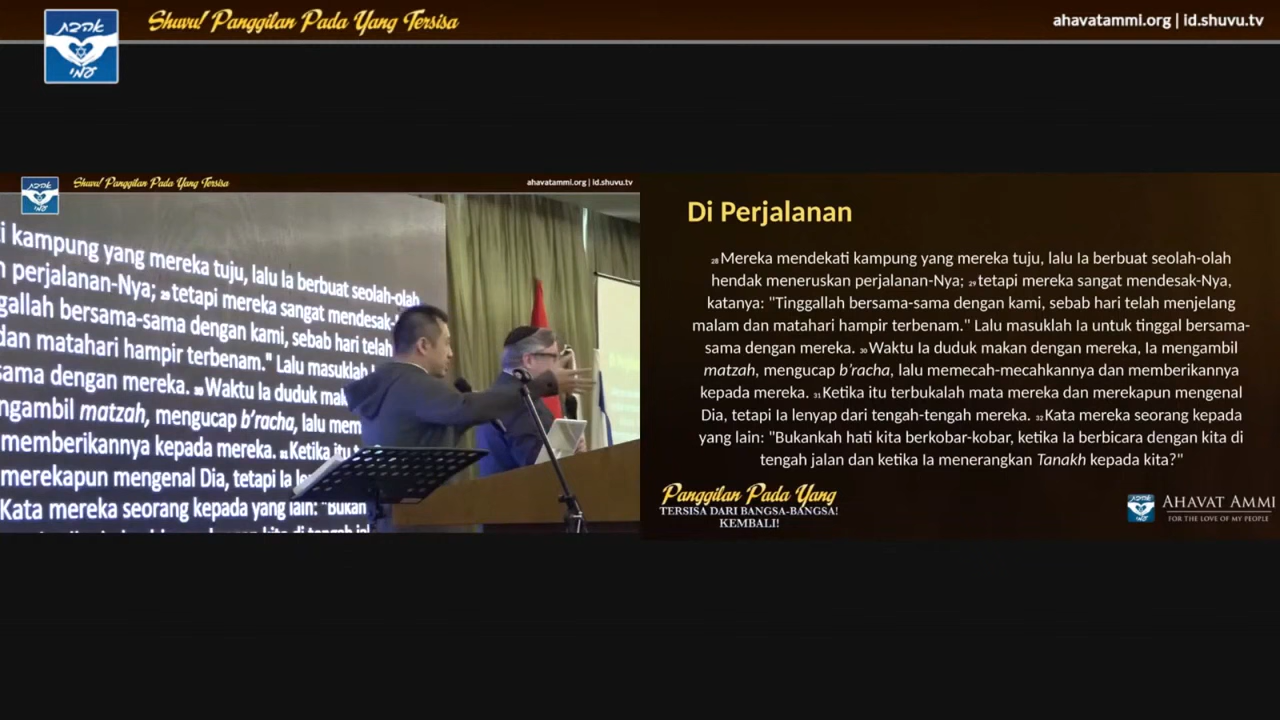 אהבת
עמי
Shuvu! Panggilan Pada Yang Tersisa
ahavatammi.org | id.shuvu.tv
Shuvu! Panggilan Pada Yang Tersisa
ahavatammi.org | id.shuvu.tv
i kampung yang mereka tuju, lalu Ia berbuat seolah-olah
perjalanan-Nya; 29 tetapi mereka sangat mendesak-
gallah bersama-sama dengan kami, sebab hari telah
dan matahari hampir terbenam." Lalu masuklah
sama dengan mereka. 30 Waktu Ia duduk
ngambil matzah, mengucap b'racha, lalu mem
memberikannya kepada mereka. 31 Ketika itu
merekapun mengenal Dia, tetapi Ia
Kata mereka seorang kepada yang lain: "Bukan
Di Perjalanan
28 Mereka mendekati kampung yang mereka tuju, lalu Ia berbuat seolah-olah
hendak meneruskan perjalanan-Nya; 29 tetapi mereka sangat mendesak-Nya,
katanya: "Tinggallah bersama-sama dengan kami, sebab hari telah menjelang
malam dan matahari hampir terbenam." Lalu masuklah Ia untuk tinggal bersama-
sama dengan mereka. 30 Waktu Ia duduk makan dengan mereka, Ia mengambil
matzah, mengucap b'racha, lalu memecah-mecahkannya dan memberikannya
kepada mereka. 31 Ketika itu terbukalah mata mereka dan merekapun mengenal
Dia, tetapi Ia lenyap dari tengah-tengah mereka. 32 Kata mereka seorang kepada
yang lain: "Bukankah hati kita berkobar-kobar, ketika Ia berbicara dengan kita di
tengah jalan dan ketika Ia menerangkan Tanakh kepada kita?"
Panggilan Pada Yang
TERSISA DARI BANGSA-BANGSA!
KEMBALI!
AHAVAT AMMI
FOR THE LOVE OF MY PEOPLE